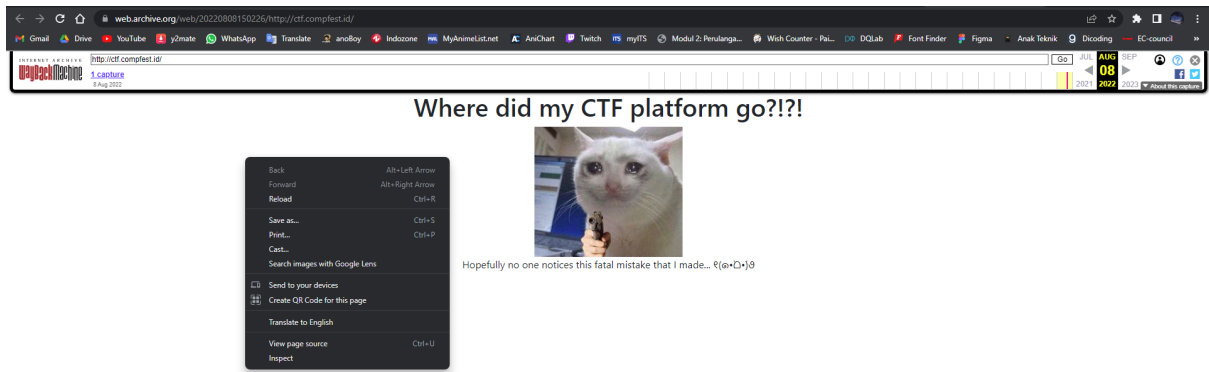 web.archive.org/web/20220808150226/http://ctf.compfest.id/
Gmail Drive YouTube y2mate WhatsApp Translate anoBoy Indozone MyAnimeList.net AniChart Twitch myITS Modul 2: Perulanga... Wish Counter - Pai... DQLab Font Finder Figma Anak Teknik Dicoding EC-council »
INTERNET ARCHIVE
WayBackMachine
http://ctf.compfest.id/ Go JUL AUG SEP
1 capture 08
8 Aug 2022 2021 2022 2023 About this capture
Where did my CTF platform go?!?!
Back Alt+Left Arrow
Forward Alt+Right Arrow
Reload Ctrl+R
Save as... Ctrl+S
Print... Ctrl+P
Cast...
Search images with Google Lens
Send to your devices
Create QR Code for this page
Translate to English
View page source Ctrl+U
Inspect
Hopefully no one notices this fatal mistake that I made...